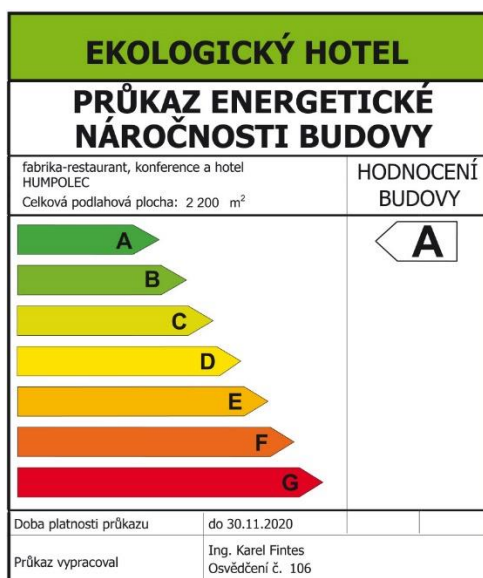 EKOLOGICKÝ HOTEL
PRŮKAZ ENERGETICKÉ
NÁROČNOSTI BUDOVY
fabrika-restaurant, konference a hotel
HUMPOLEC
Celková podlahová plocha: 2 200 m²
HODNOCENÍ
BUDOVY
A
A
B
C
D
E
F
G
Doba platnosti průkazu do 30.11.2020
Průkaz vypracoval
Ing. Karel Fintes
Osvědčení č. 106